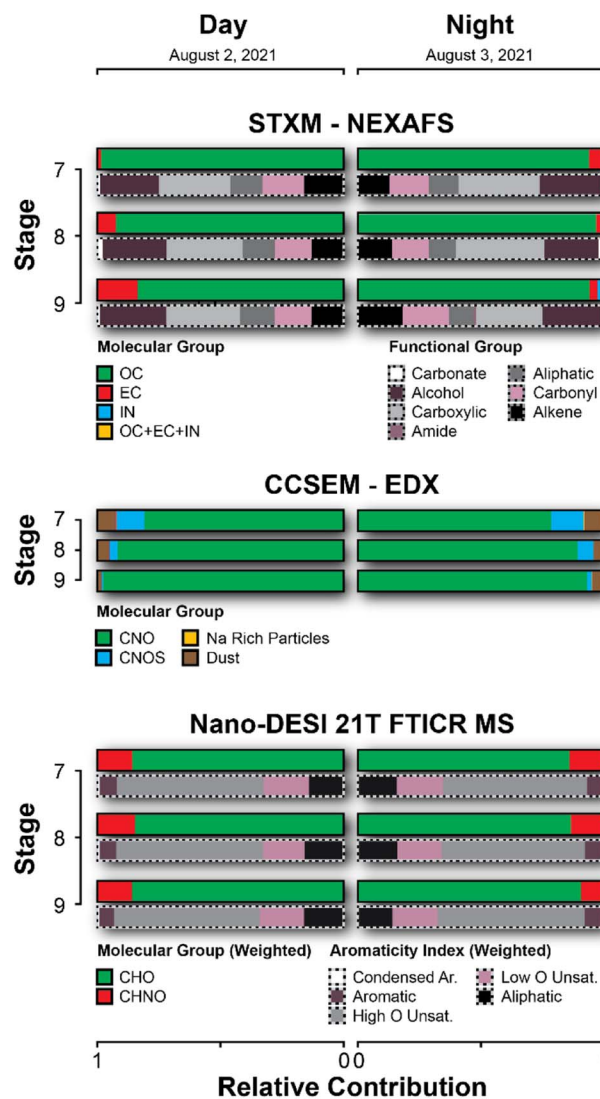 Day Night
August 2, 2021 August 3, 2021
STXM - NEXAFS
Stage
7
8
9
Molecular Group
OC
EC
IN
OC+EC+IN
Functional Group
Carbonate Aliphatic
Alcohol Carbonyl
Carboxylic Alkene
Amide
CCSEM - EDX
Stage
7
8
9
Molecular Group
CNO Na Rich Particles
CNOS Dust
Nano-DESI 21T FTICR MS
Stage
7
8
9
Molecular Group (Weighted)
CHO
CHNO
Aromaticity Index (Weighted)
Condensed Ar. Low O Unsat.
Aromatic Aliphatic
High O Unsat.
1 0 0
Relative Contribution